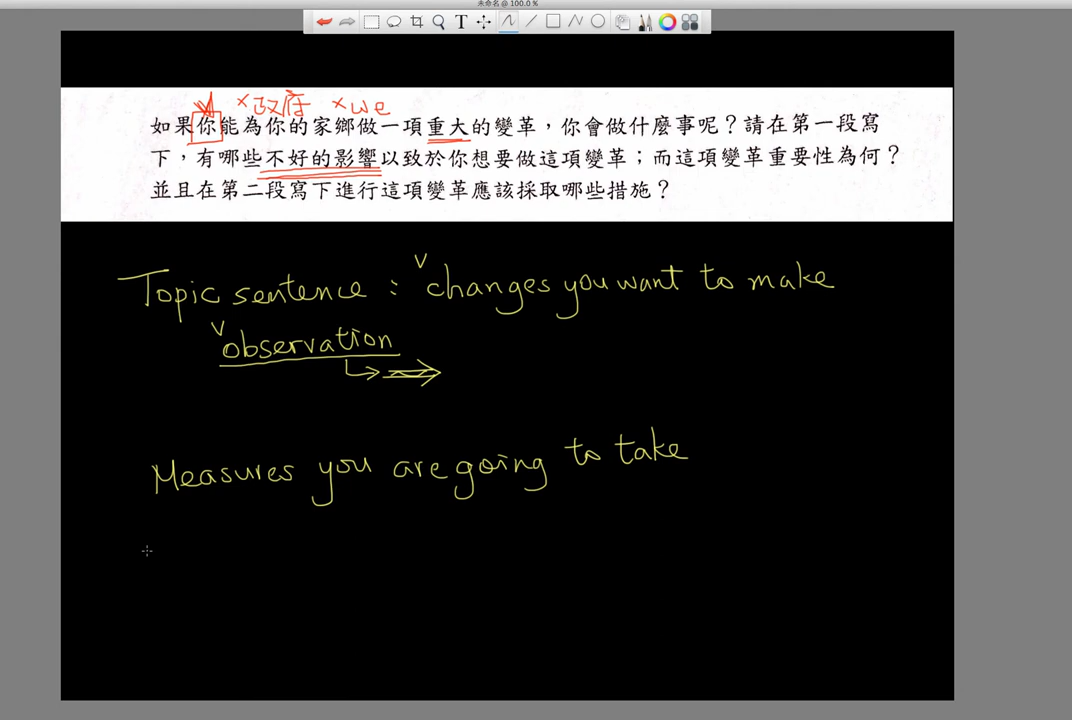 未命名 @ 100.0 %
T
×政府 ×we
如果你能為你的家鄉做一項重大的變革，你會做什麼事呢？請在第一段寫
下，有哪些不好的影響以致於你想要做這項變革；而這項變革重要性為何？
並且在第二段寫下進行這項變革應該採取哪些措施？
Topic sentence : changes you want to make
observation
Measures you are going to take